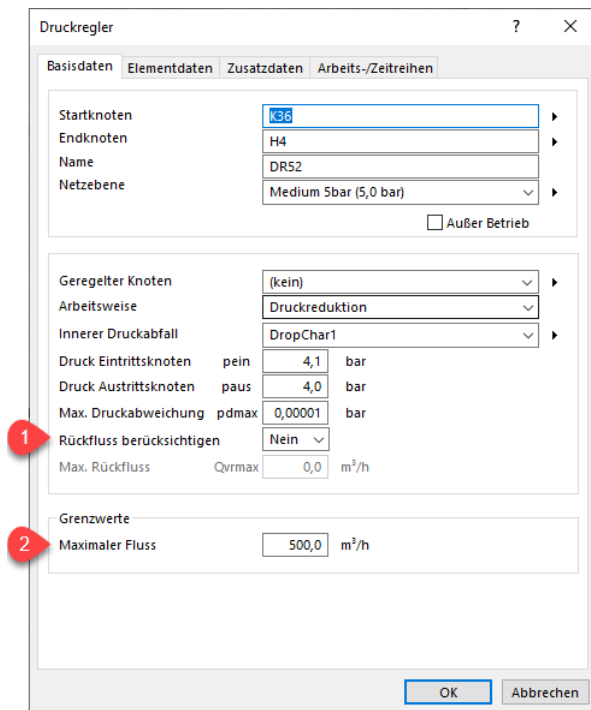 Druckregler ?
Basisdaten Elementdaten Zusatzdaten Arbeits-/Zeitreihen
Startknoten K36
Endknoten H4
Name DR52
Netzebene Medium 5bar (5,0 bar)
Außer Betrieb
Geregelter Knoten (kein)
Arbeitsweise Druckreduktion
Innerer Druckabfall DropChar1
Druck Eintrittsknoten pein 4,1 bar
Druck Austrittsknoten paus 4,0 bar
Max. Druckabweichung pdmax 0,00001 bar
1 Rückfluss berücksichtigen Nein
Max. Rückfluss Qvrmax 0,0 m³/h
Grenzwerte
2 Maximaler Fluss 500,0 m³/h
OK Abbrechen